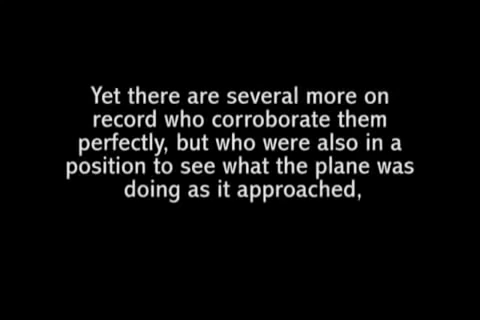 Yet there are several more on
record who corroborate them
perfectly, but who were also in a
position to see what the plane was
doing as it approached,